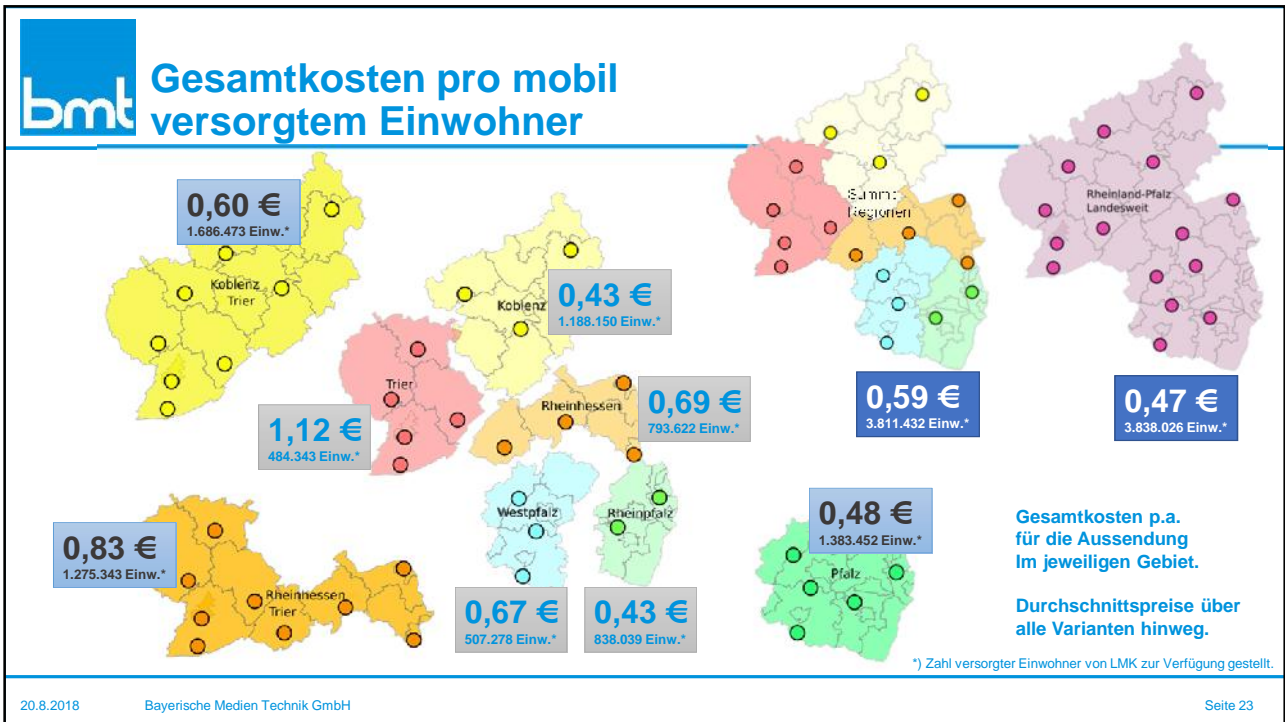 bmt
Gesamtkosten pro mobil
versorgtem Einwohner
0,60 €
1.686.473 Einw.*
Koblenz
Trier
Koblenz
0,43 €
1.188.150 Einw.*
Summe
Regionen
Rheinland-Pfalz
Landesweit
Trier
1,12 €
484.343 Einw.*
Rheinhessen
0,69 €
793.622 Einw.*
0,59 €
3.811.432 Einw.*
0,47 €
3.838.026 Einw.*
0,83 €
1.275.343 Einw.*
Rheinhessen
Trier
Westpfalz
0,67 €
507.278 Einw.*
Rheinpfalz
0,43 €
838.039 Einw.*
0,48 €
1.383.452 Einw.*
Pfalz
Gesamtkosten p.a.
für die Aussendung
Im jeweiligen Gebiet.
Durchschnittspreise über
alle Varianten hinweg.
*) Zahl versorgter Einwohner von LMK zur Verfügung gestellt.
20.8.2018 Bayerische Medien Technik GmbH Seite 23